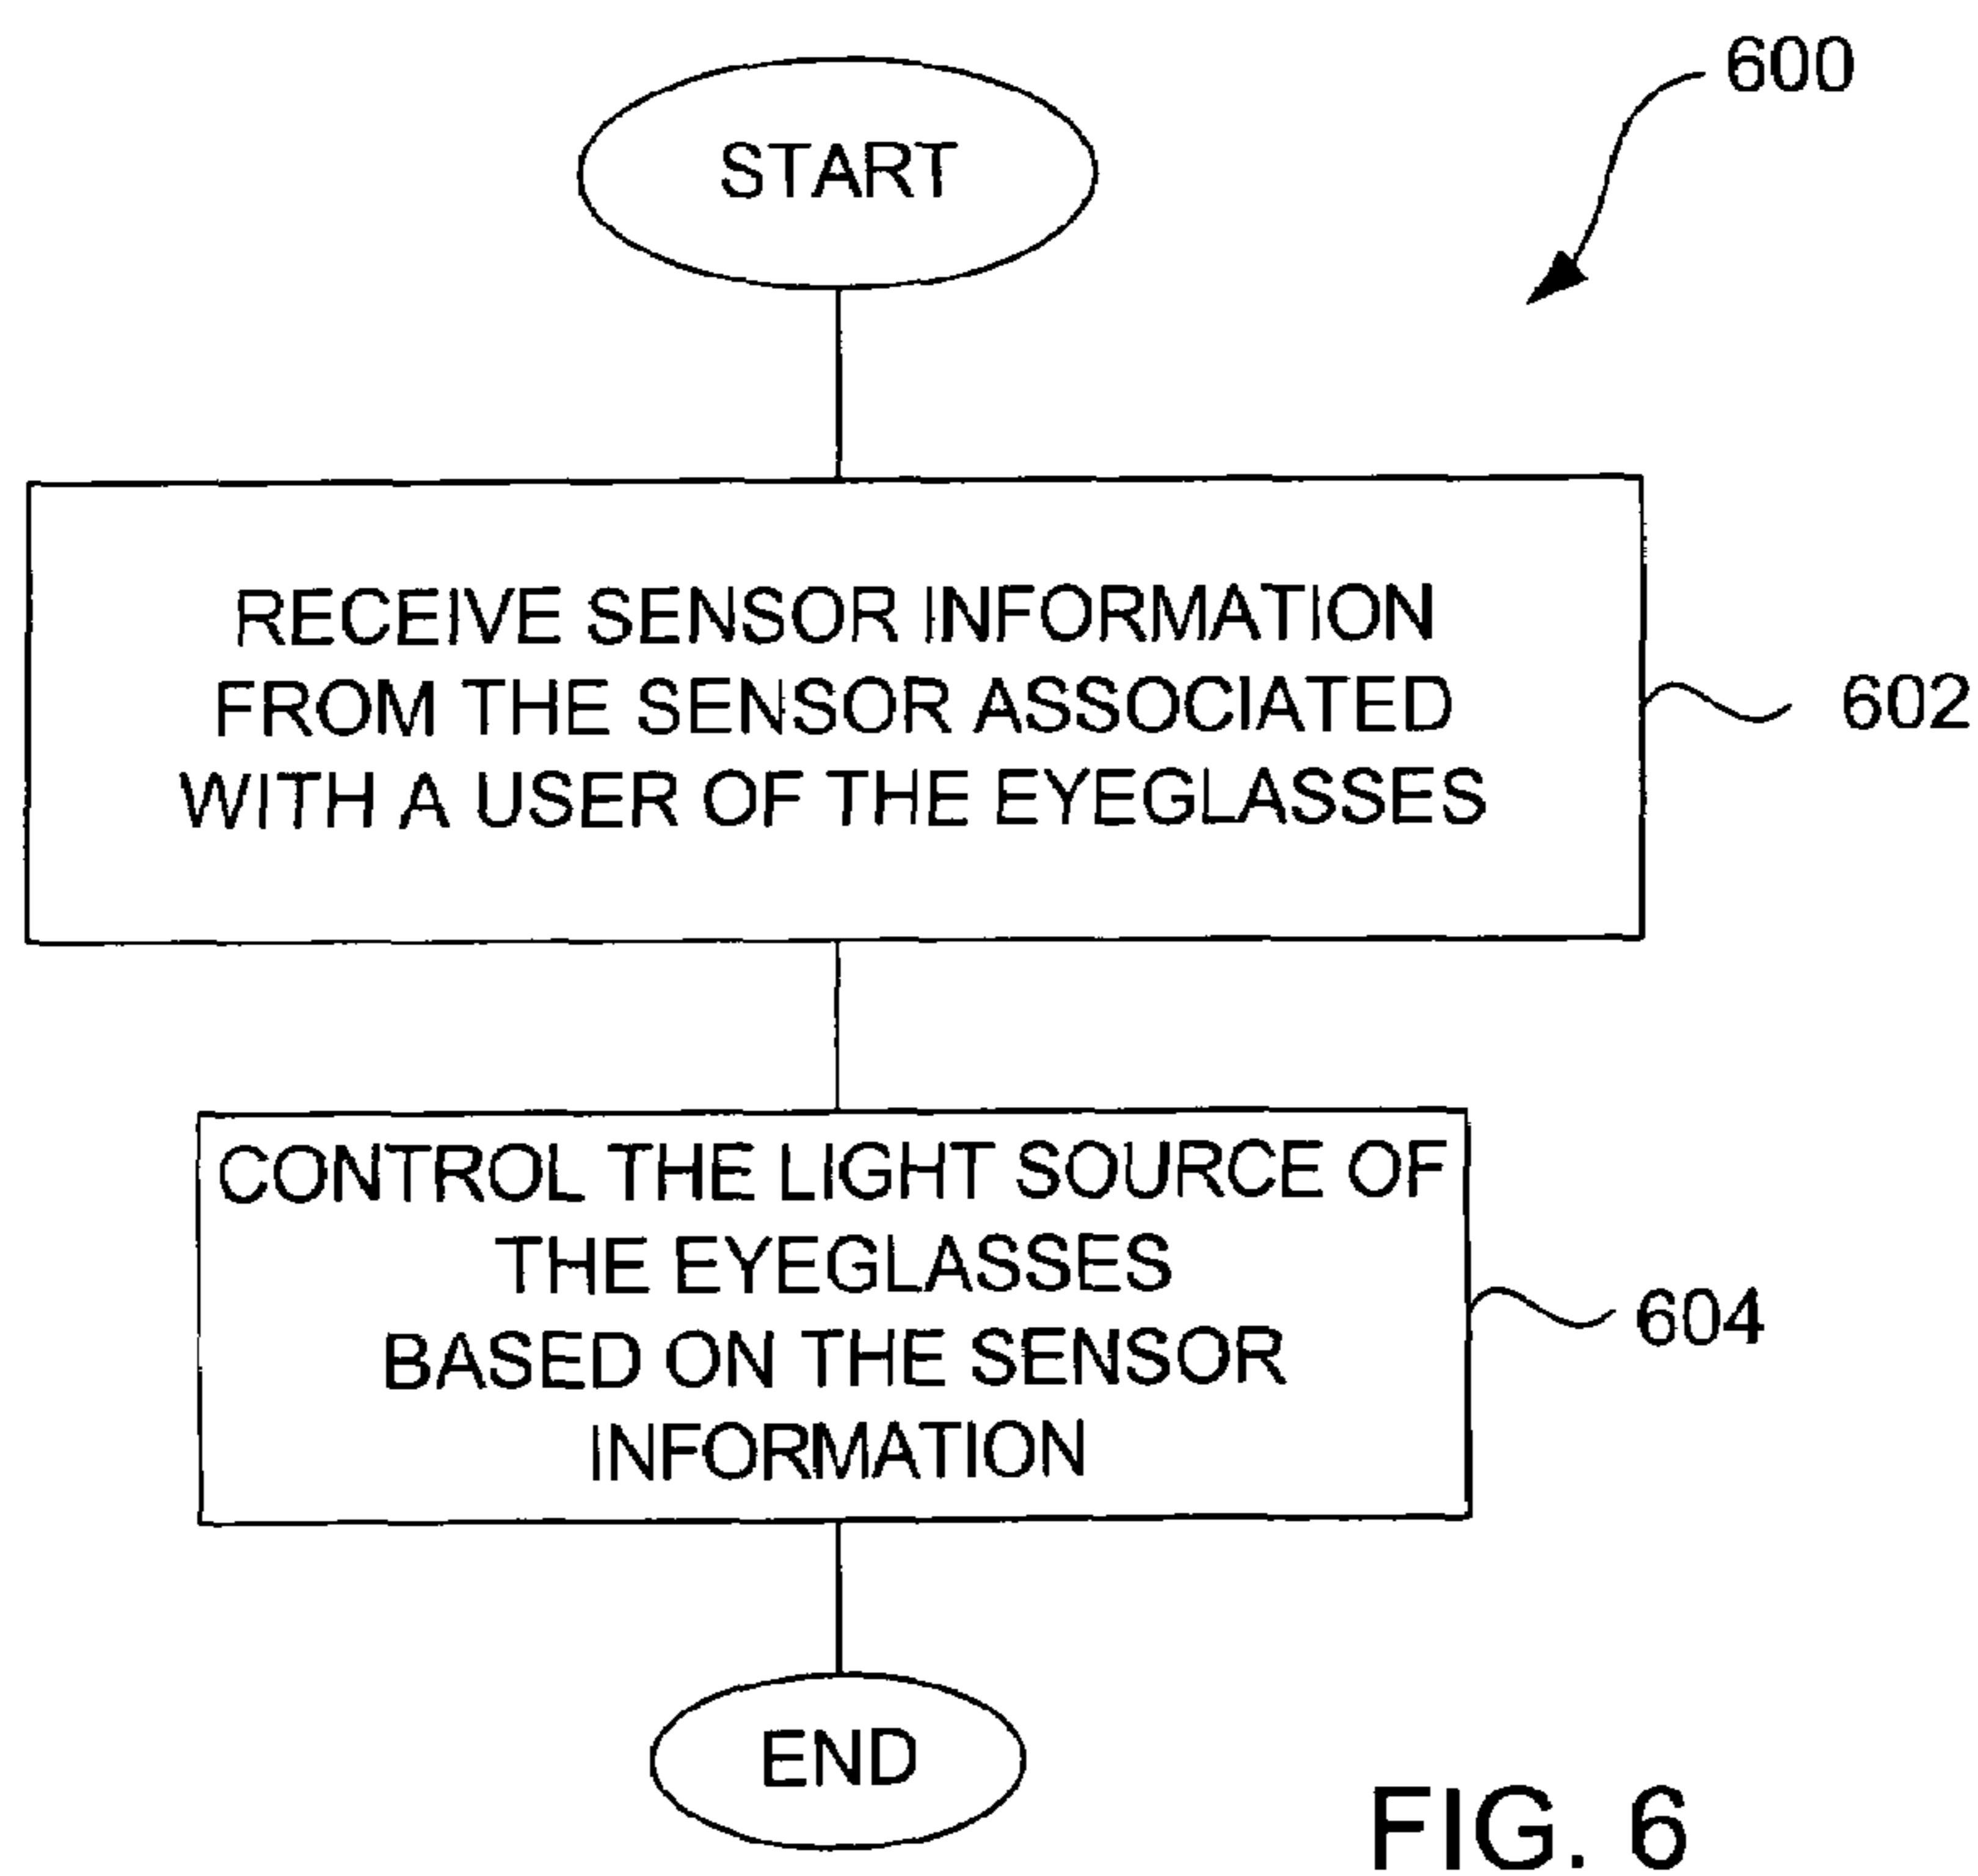 600
START
RECEIVE SENSOR INFORMATION
FROM THE SENSOR ASSOCIATED
WITH A USER OF THE EYEGLASSES
602
CONTROL THE LIGHT SOURCE OF
THE EYEGLASSES
BASED ON THE SENSOR
INFORMATION
604
END
FIG. 6